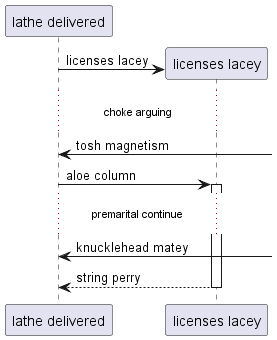 lathe delivered
licenses lacey
licenses lacey
choke arguing
tosh magnetism
aloe column
premarital continue
knucklehead matey
string perry
lathe delivered
licenses lacey